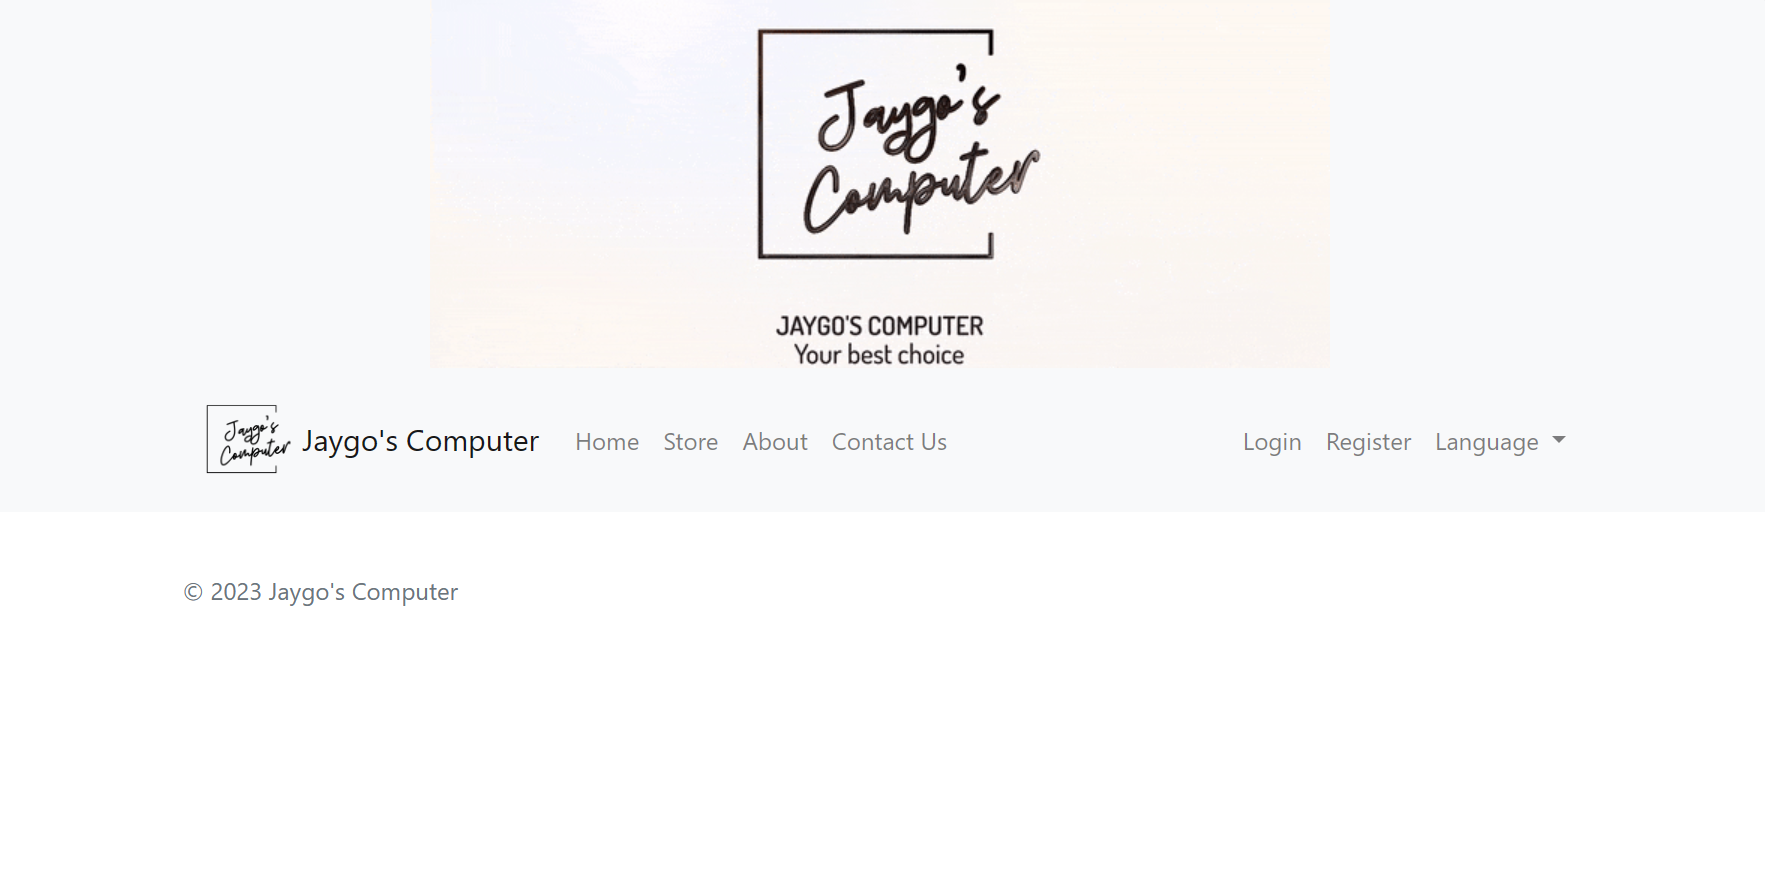 Jaygo's
Computer
JAYGO'S COMPUTER
Your best choice
Jaygo's
Computer
Jaygo's Computer Home Store About Contact Us Login Register Language
© 2023 Jaygo's Computer